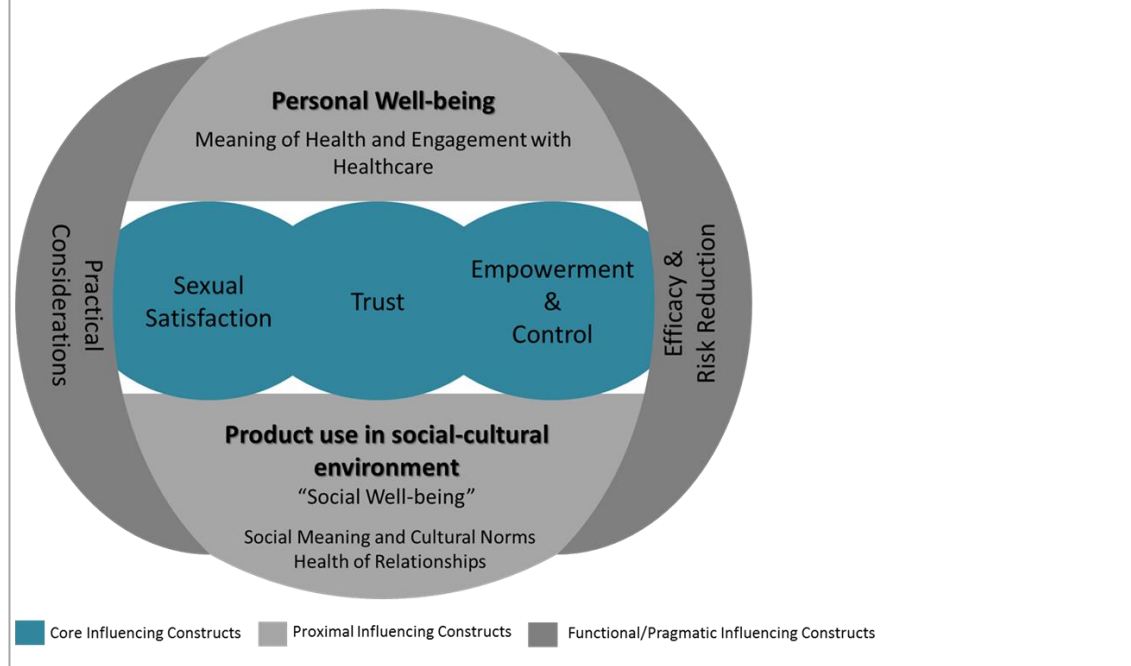 Personal Well-being
Meaning of Health and Engagement with
Healthcare
Practical
Considerations
Sexual
Satisfaction
Trust
Empowerment
&
Control
Efficacy &
Risk Reduction
Product use in social-cultural
environment
“Social Well-being”
Social Meaning and Cultural Norms
Health of Relationships
Core Influencing Constructs
Proximal Influencing Constructs
Functional/Pragmatic Influencing Constructs